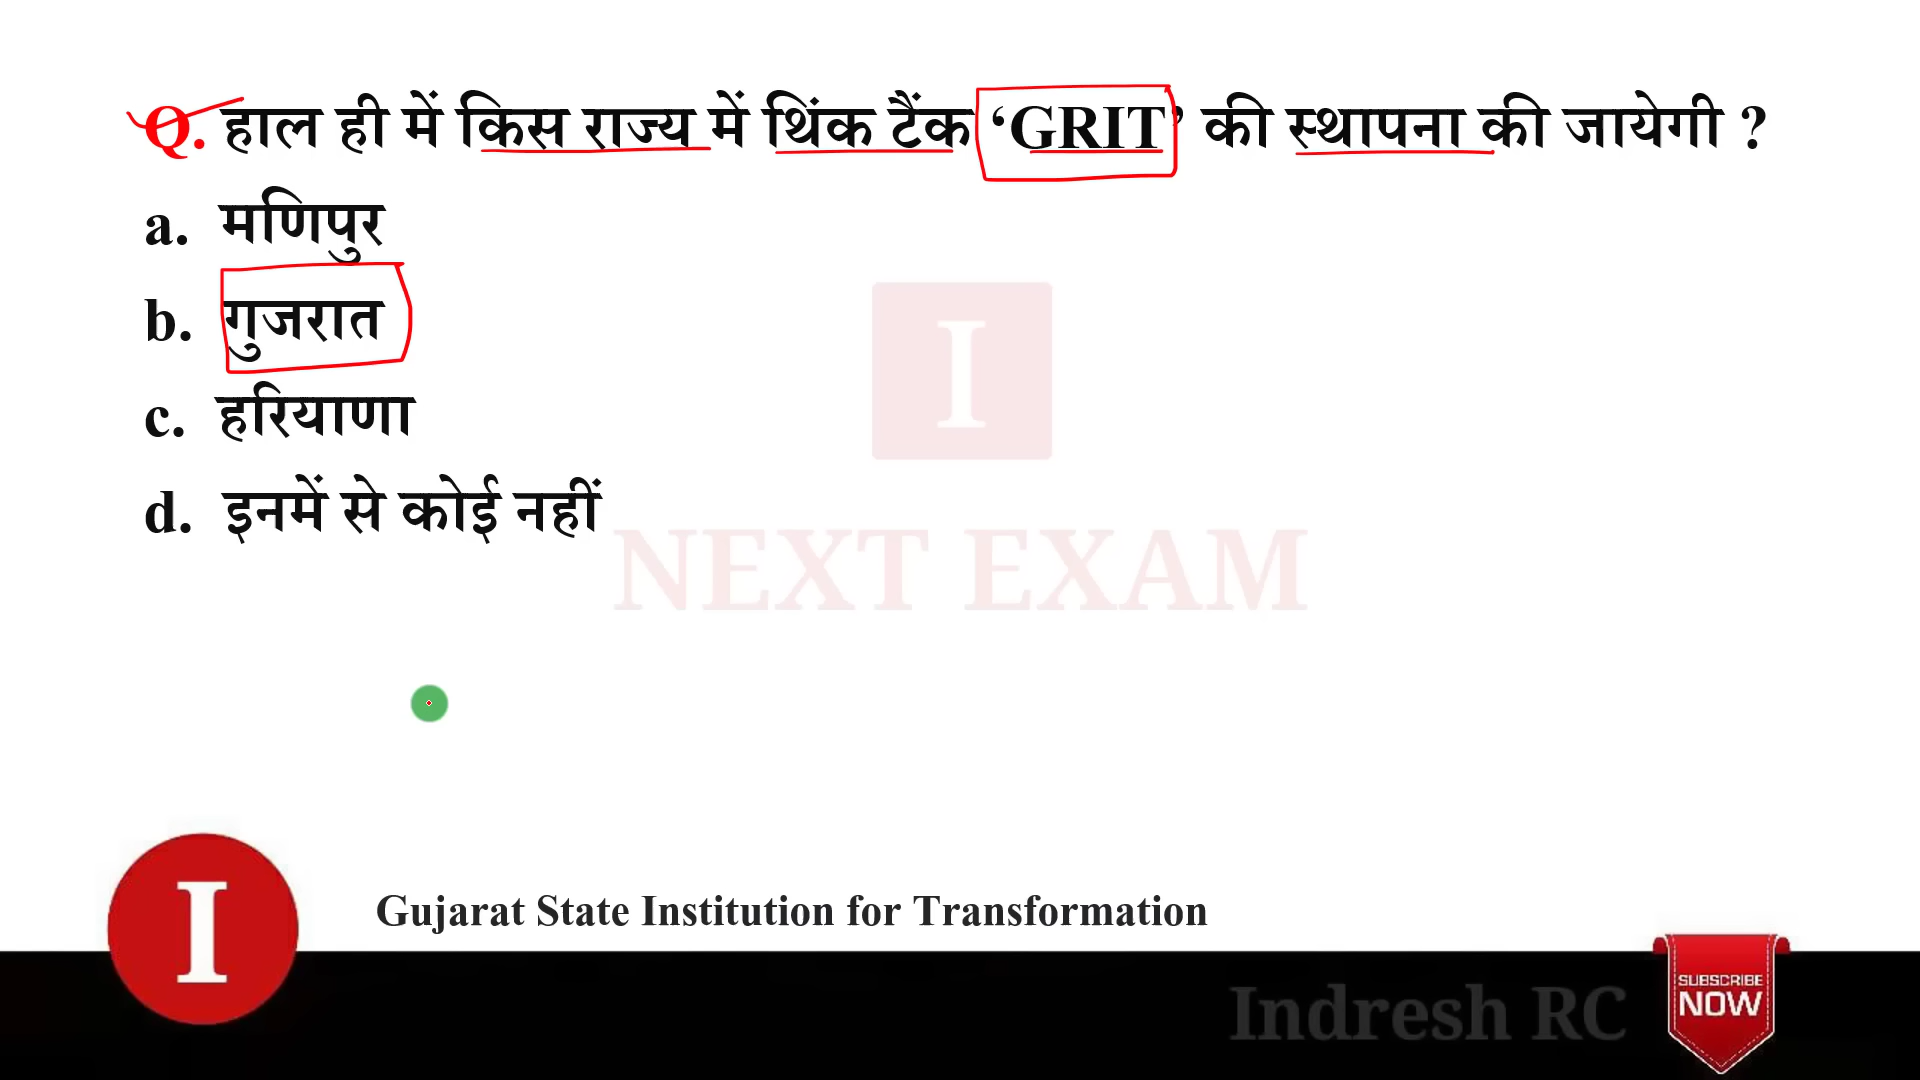 Q. हाल ही में किस राज्य में थिंक टैंक ‘GRIT’ की स्थापना की जायेगी ?
a. मणिपुर
b. गुजरात
c. हरियाणा
d. इनमें से कोई नहीं
I
NEXT EXAM
I
Gujarat State Institution for Transformation
Indresh RC
SUBSCRIBE
NOW